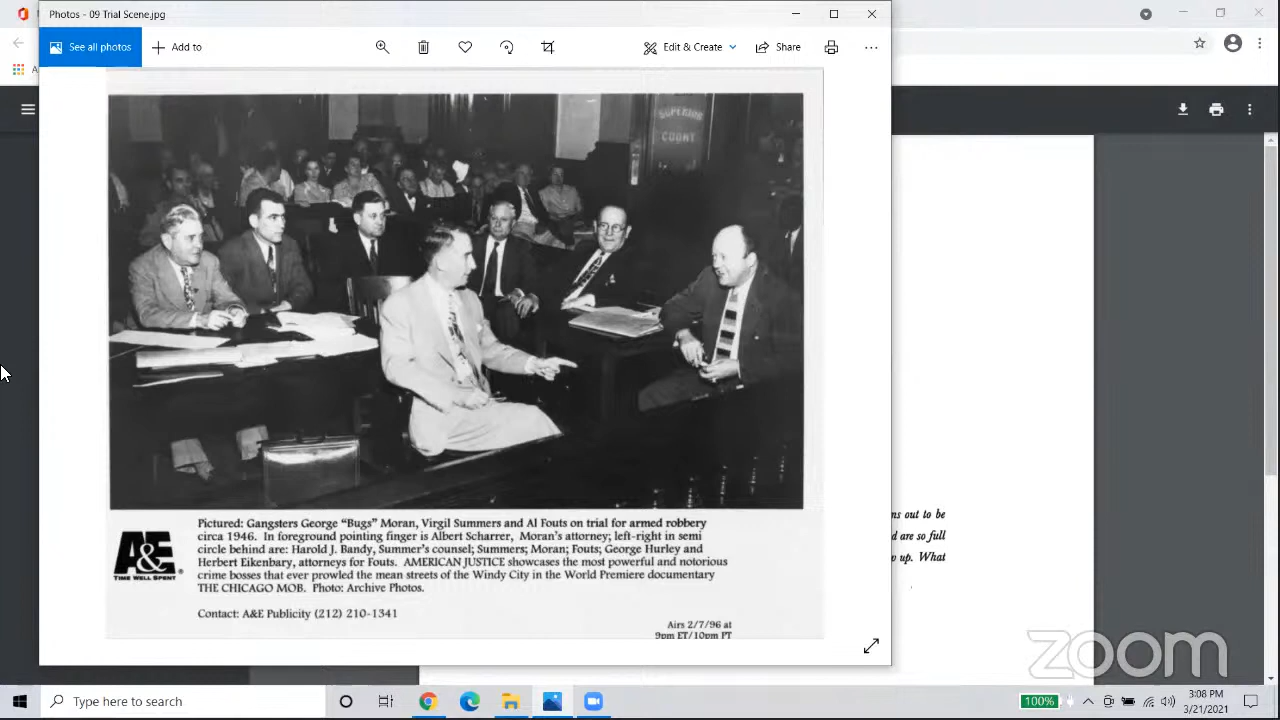 Photos - 09 Trial Scene.jpg
See all photos
Add to
Edit & Create
Share
SUPERIOR
COURT
Pictured: Gangsters George “Bugs” Moran, Virgil Summers and Al Fouts on trial for armed robbery
circa 1946. In foreground pointing finger is Albert Scharrer, Moran's attorney; left-right in semi
circle behind are: Harold J. Bandy, Summer's counsel; Summers; Moran; Fouts; George Hurley and
Herbert Eikenbary, attorneys for Fouts. AMERICAN JUSTICE showcases the most powerful and notorious
crime bosses that ever prowled the mean streets of the Windy City in the World Premiere documentary
THE CHICAGO MOB. Photo: Archive Photos.
A&E
TIME WELL SPENT
Contact: A&E Publicity (212) 210-1341
Airs 2/7/96 at
9pm ET/10pm PT
out to be
are so full
up. What
zoom
Type here to search
100%
3:08 PM
3/21/2021